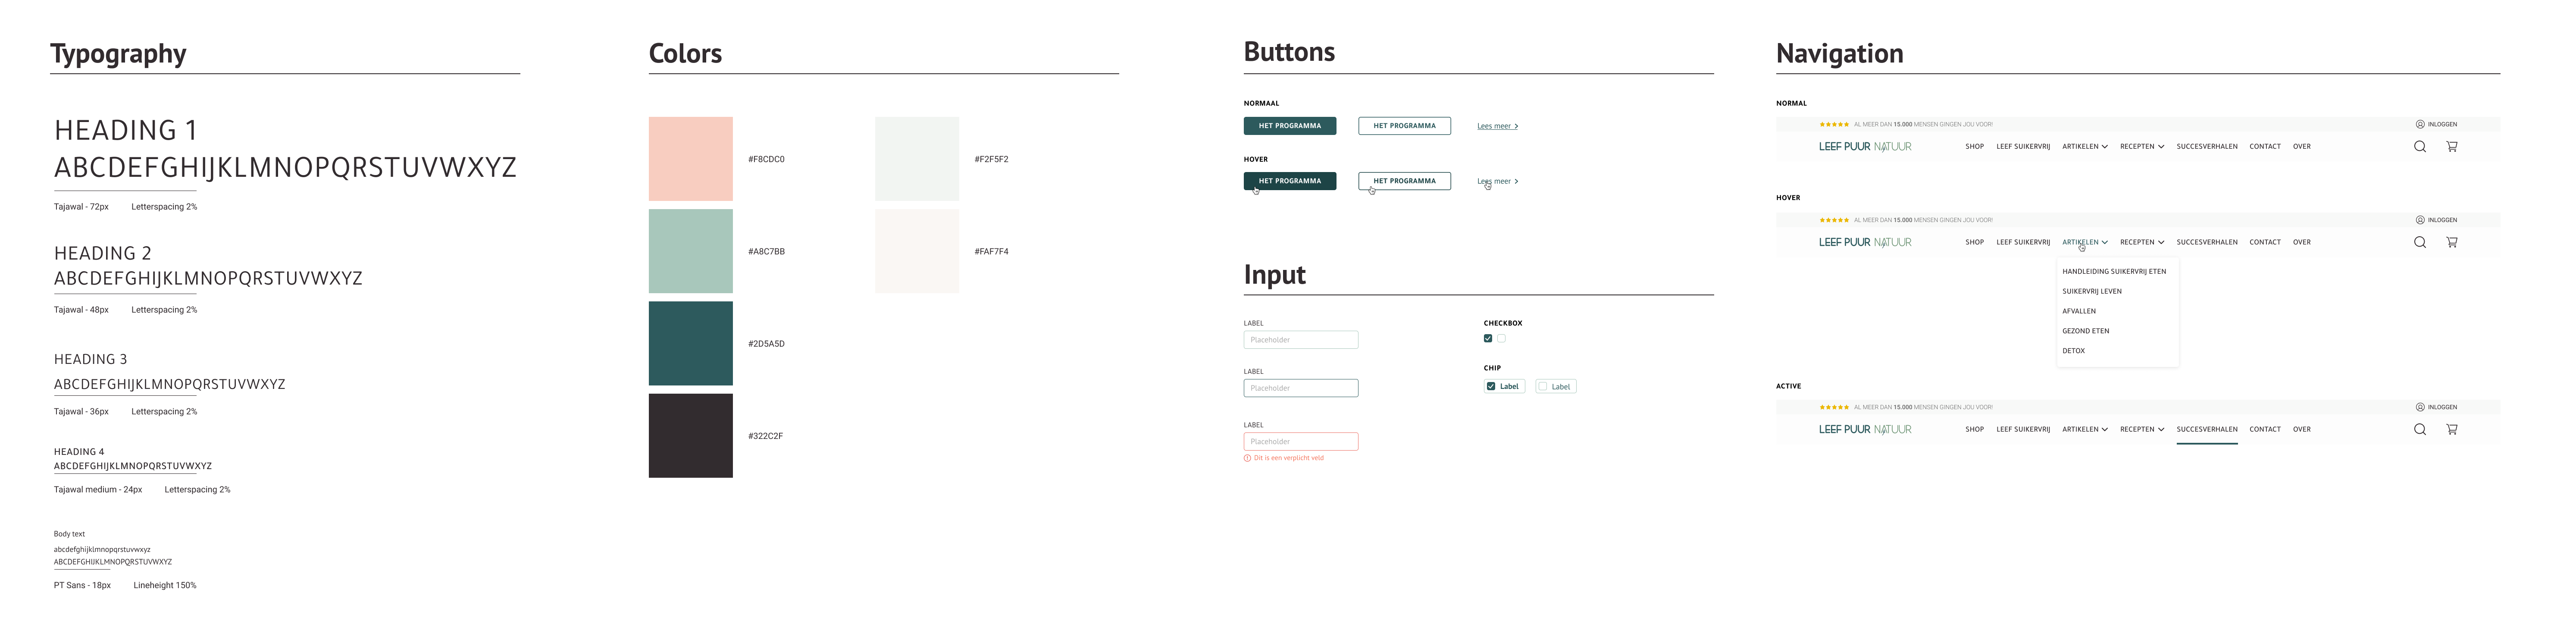 Typography
HEADING 1
ABCDEFGHIJKLMNOPQRSTUVWXYZ
Tajawal - 72px Letterspacing 2%
HEADING 2
ABCDEFGHIJKLMNOPQRSTUVWXYZ
Tajawal - 48px Letterspacing 2%
HEADING 3
ABCDEFGHIJKLMNOPQRSTUVWXYZ
Tajawal - 36px Letterspacing 2%
HEADING 4
ABCDEFGHIJKLMNOPQRSTUVWXYZ
Tajawal medium - 24px Letterspacing 2%
Body text
abcdefghijklmnopqrstuvwxyz
ABCDEFGHIJKLMNOPQRSTUVWXYZ
PT Sans - 18px Lineheight 150%
Colors
#F8CDC0 #F2F5F2
#A8C7BB #FAF7F4
#2D5A5D
#322C2F
Buttons
NORMAAL
HET PROGRAMMA HET PROGRAMMA Lees meer
HOVER
HET PROGRAMMA HET PROGRAMMA Lees meer
Input
LABEL
Placeholder
LABEL
Placeholder
LABEL
Placeholder
Dit is een verplicht veld
CHECKBOX
CHIP
Label Label
Navigation
NORMAL
AL MEER DAN 15.000 MENSEN GINGEN JOU VOOR! INLOGGEN
LEEF PUUR NATUUR SHOP LEEF SUIKERVRIJ ARTIKELEN RECEPTEN SUCCESVERHALEN CONTACT OVER
HOVER
AL MEER DAN 15.000 MENSEN GINGEN JOU VOOR! INLOGGEN
LEEF PUUR NATUUR SHOP LEEF SUIKERVRIJ ARTIKELEN RECEPTEN SUCCESVERHALEN CONTACT OVER
HANDLEIDING SUIKERVRIJ ETEN
SUIKERVRIJ LEVEN
AFVALLEN
GEZOND ETEN
DETOX
ACTIVE
AL MEER DAN 15.000 MENSEN GINGEN JOU VOOR! INLOGGEN
LEEF PUUR NATUUR SHOP LEEF SUIKERVRIJ ARTIKELEN RECEPTEN SUCCESVERHALEN CONTACT OVER